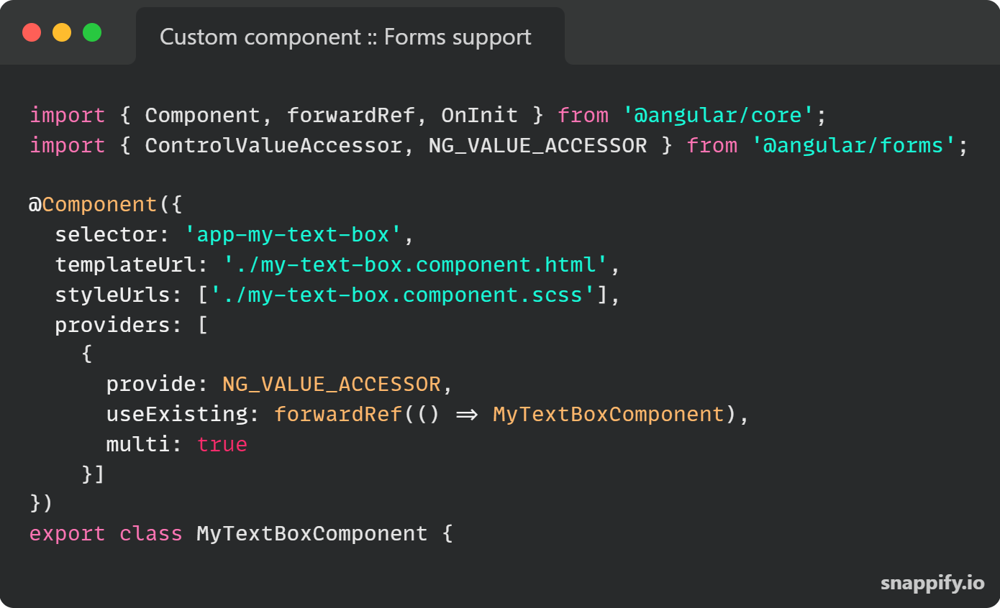 Custom component :: Forms support
import { Component, forwardRef, OnInit } from '@angular/core';
import { ControlValueAccessor, NG_VALUE_ACCESSOR } from '@angular/forms';

@Component({
  selector: 'app-my-text-box',
  templateUrl: './my-text-box.component.html',
  styleUrls: ['./my-text-box.component.scss'],
  providers: [
    {
      provide: NG_VALUE_ACCESSOR,
      useExisting: forwardRef(() => MyTextBoxComponent),
      multi: true
    }]
})
export class MyTextBoxComponent {
snappify.io